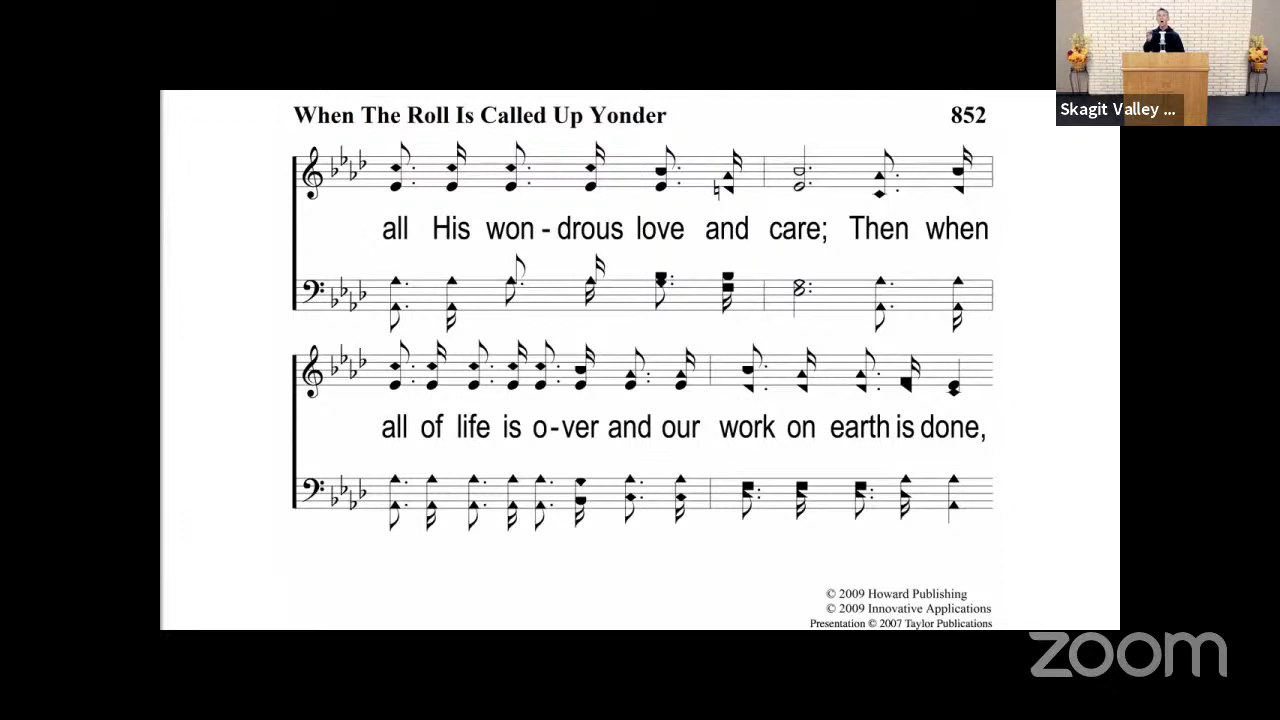 Skagit Valley ...
When The Roll Is Called Up Yonder 852
all His won - drous love and care; Then when
all of life is o - ver and our work on earth is done,
© 2009 Howard Publishing
© 2009 Innovative Applications
Presentation © 2007 Taylor Publications
zoom